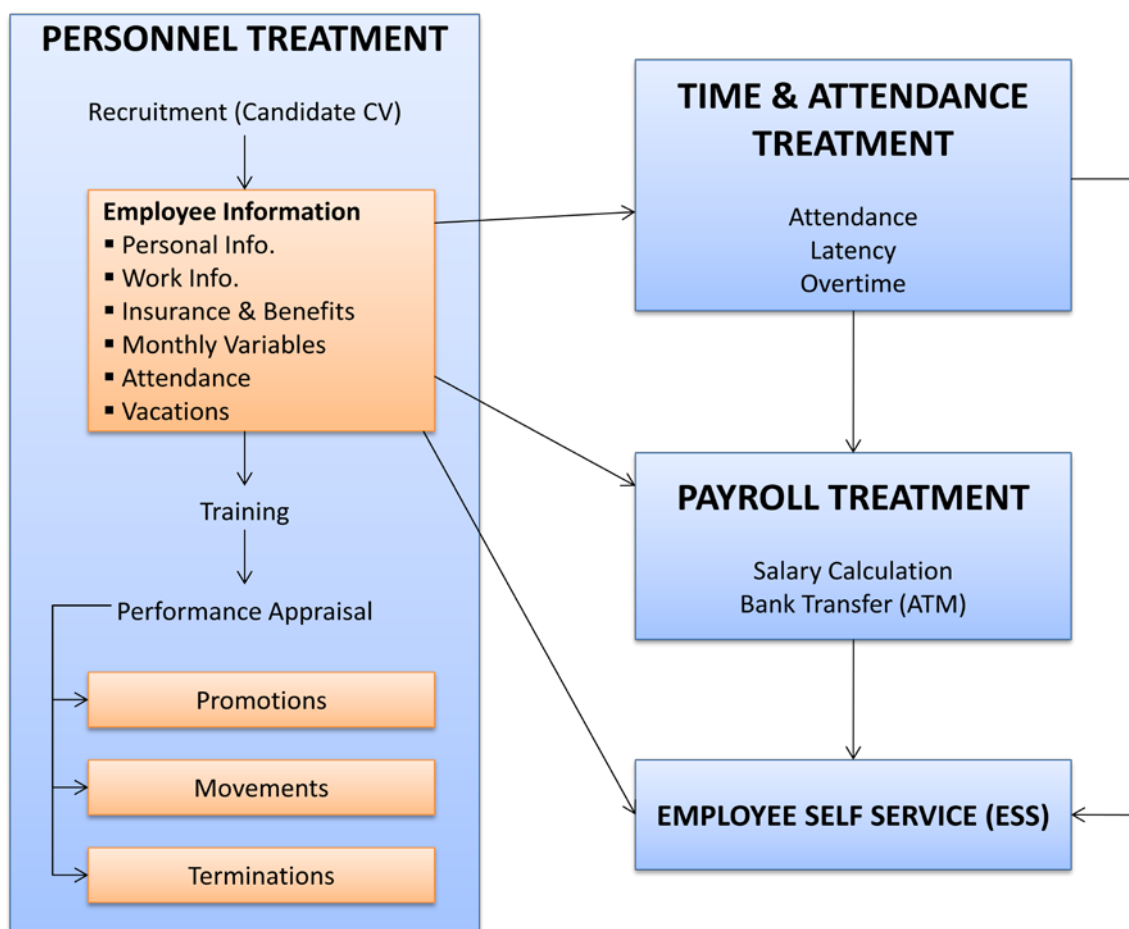 PERSONNEL TREATMENT
Recruitment (Candidate CV)
Employee Information
▪ Personal Info.
▪ Work Info.
▪ Insurance & Benefits
▪ Monthly Variables
▪ Attendance
▪ Vacations
Training
Performance Appraisal
Promotions
Movements
Terminations
TIME & ATTENDANCE
TREATMENT
Attendance
Latency
Overtime
PAYROLL TREATMENT
Salary Calculation
Bank Transfer (ATM)
EMPLOYEE SELF SERVICE (ESS)